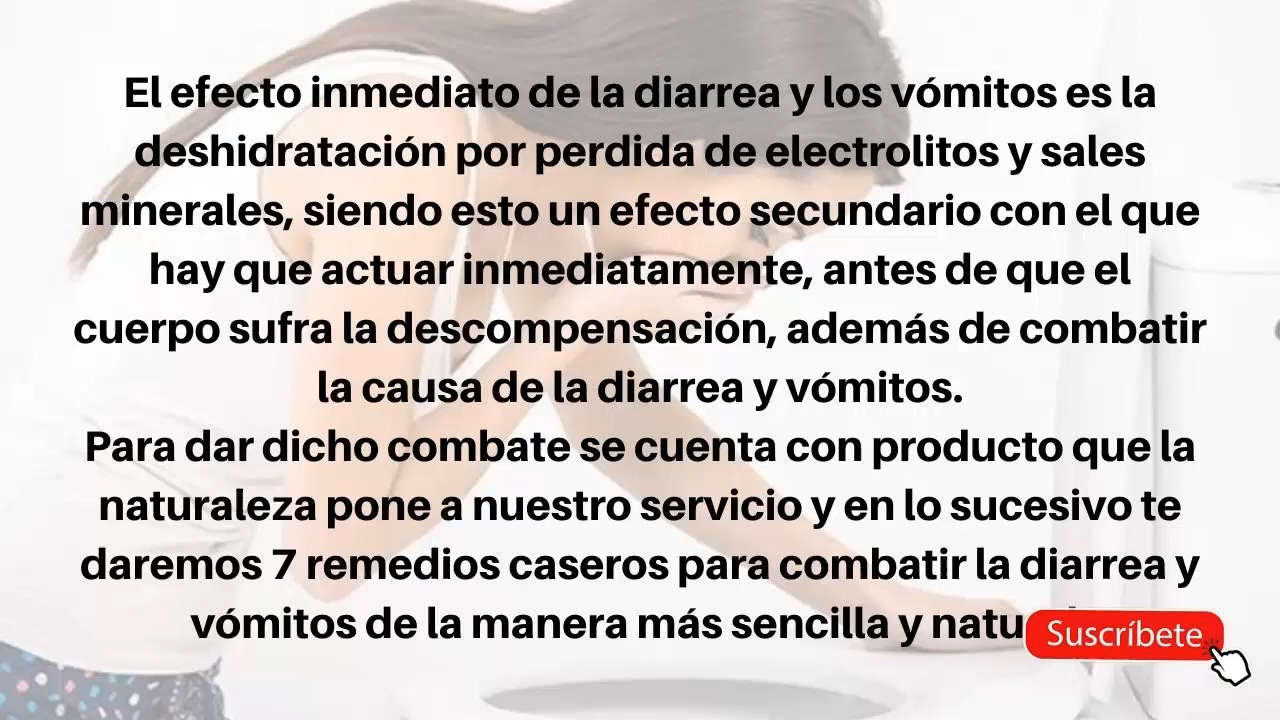 El efecto inmediato de la diarrea y los vómitos es la
deshidratación por perdida de electrolitos y sales
minerales, siendo esto un efecto secundario con el que
hay que actuar inmediatamente, antes de que el
cuerpo sufra la descompensación, además de combatir
la causa de la diarrea y vómitos.
Para dar dicho combate se cuenta con producto que la
naturaleza pone a nuestro servicio y en lo sucesivo te
daremos 7 remedios caseros para combatir la diarrea y
vómitos de la manera más sencilla y
Suscríbete